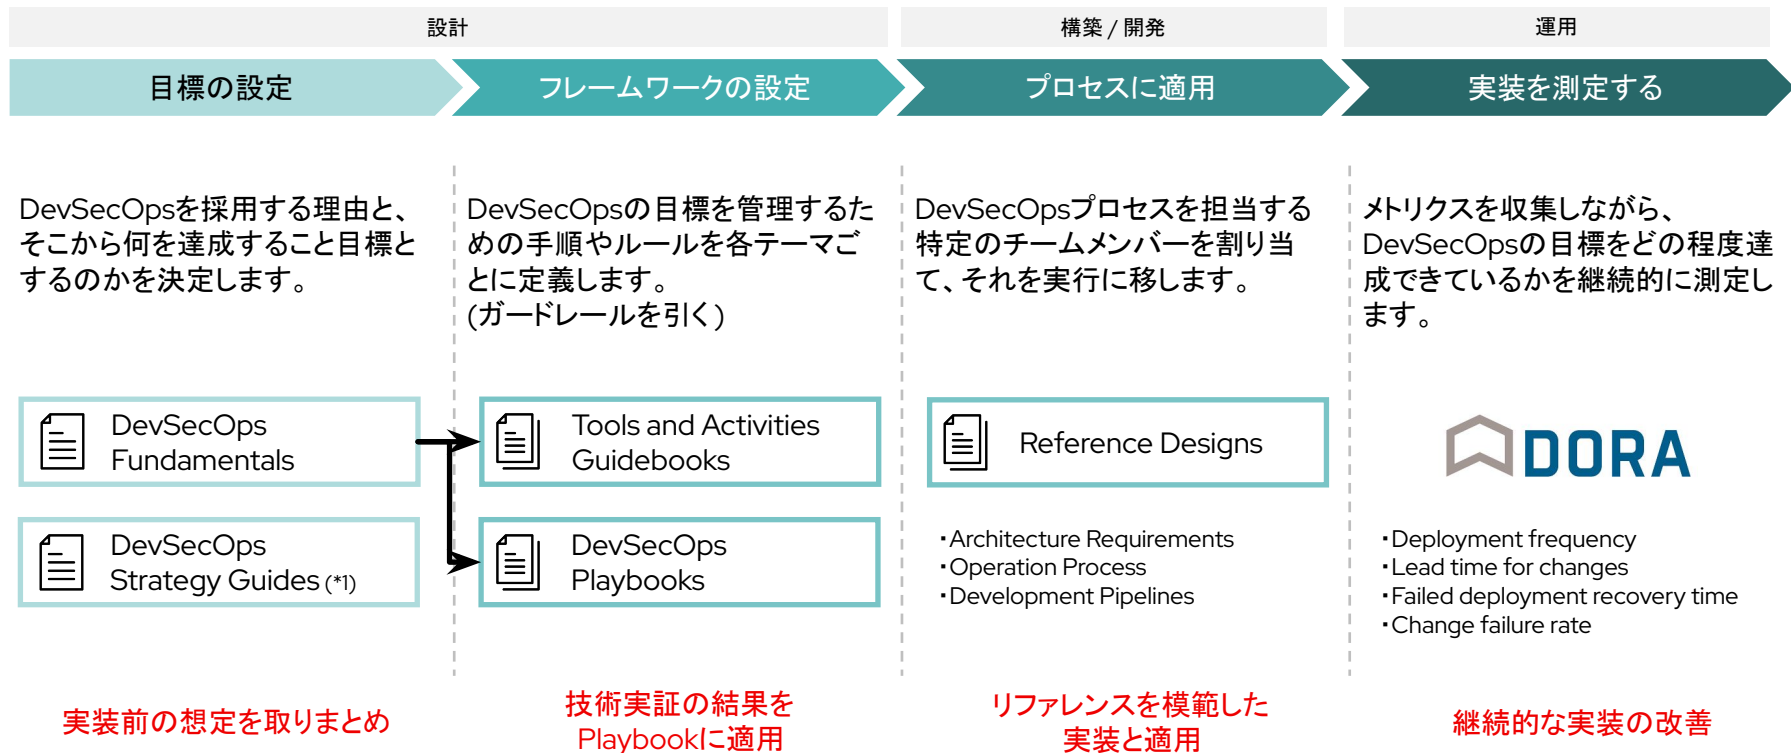 設計
構築 / 開発
運用
目標の設定
フレームワークの設定
プロセスに適用
実装を測定する
DevSecOpsを採用する理由と、
そこから何を達成すること目標と
するのかを決定します。
DevSecOpsの目標を管理するた
めの手順やルールを各テーマご
とに定義します。
(ガードレールを引く)
DevSecOpsプロセスを担当する
特定のチームメンバーを割り当
て、それを実行に移します。
メトリクスを収集しながら、
DevSecOpsの目標をどの程度達
成できているかを継続的に測定し
ます。
DevSecOps
Fundamentals
DevSecOps
Strategy Guides (*1)
Tools and Activities
Guidebooks
DevSecOps
Playbooks
Reference Designs
・Architecture Requirements
・Operation Process
・Development Pipelines
DORA
・Deployment frequency
・Lead time for changes
・Failed deployment recovery time
・Change failure rate
実装前の想定を取りまとめ
技術実証の結果を
Playbookに適用
リファレンスを模範した
実装と適用
継続的な実装の改善